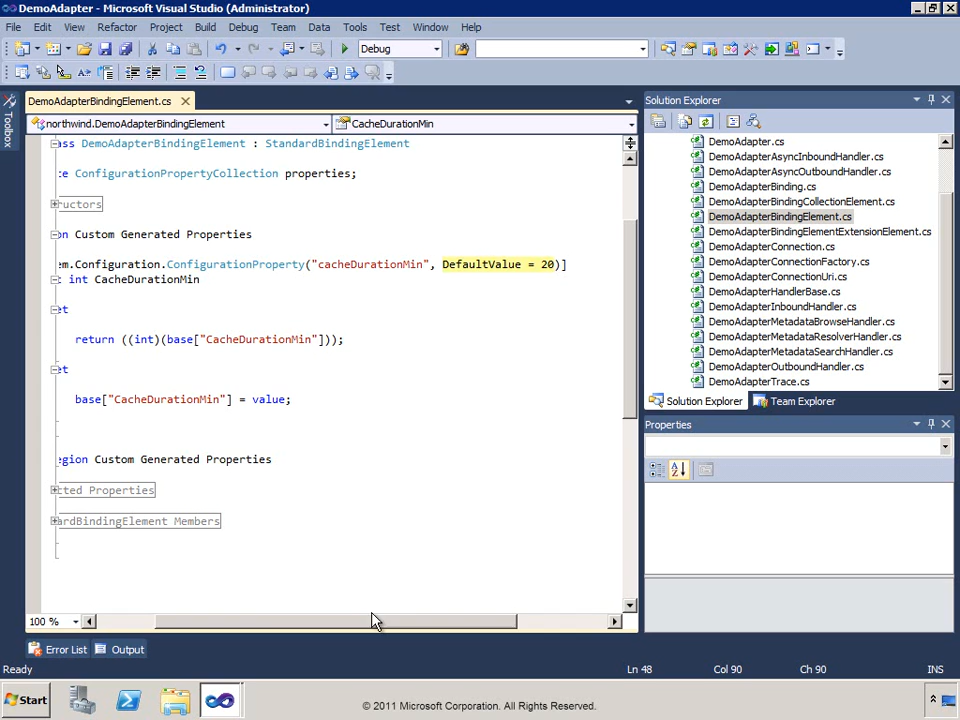 DemoAdapter - Microsoft Visual Studio (Administrator)
File Edit View Refactor Project Build Debug Team Data Tools Test Window Help
Debug
DemoAdapterBindingElement.cs
northwind.DemoAdapterBindingElement
CacheDurationMin
Toolbox
ass DemoAdapterBindingElement : StandardBindingElement
te ConfigurationPropertyCollection properties;
ructors
on Custom Generated Properties
em.Configuration.ConfigurationProperty("cacheDurationMin", DefaultValue = 20)]
int CacheDurationMin
et
return ((int)(base["CacheDurationMin"]));
et
base["CacheDurationMin"] = value;
egion Custom Generated Properties
cted Properties
ardBindingElement Members
100 %
Error List Output
Solution Explorer
DemoAdapter.cs
DemoAdapterAsyncInboundHandler.cs
DemoAdapterAsyncOutboundHandler.cs
DemoAdapterBinding.cs
DemoAdapterBindingCollectionElement.cs
DemoAdapterBindingElement.cs
DemoAdapterBindingElementExtensionElement.cs
DemoAdapterConnection.cs
DemoAdapterConnectionFactory.cs
DemoAdapterConnectionUri.cs
DemoAdapterHandlerBase.cs
DemoAdapterInboundHandler.cs
DemoAdapterMetadataBrowseHandler.cs
DemoAdapterMetadataResolverHandler.cs
DemoAdapterMetadataSearchHandler.cs
DemoAdapterOutboundHandler.cs
DemoAdapterTrace.cs
Solution Explorer Team Explorer
Properties
Ready Ln 48 Col 90 Ch 90 INS
Start
© 2011 Microsoft Corporation. All Rights Reserved.